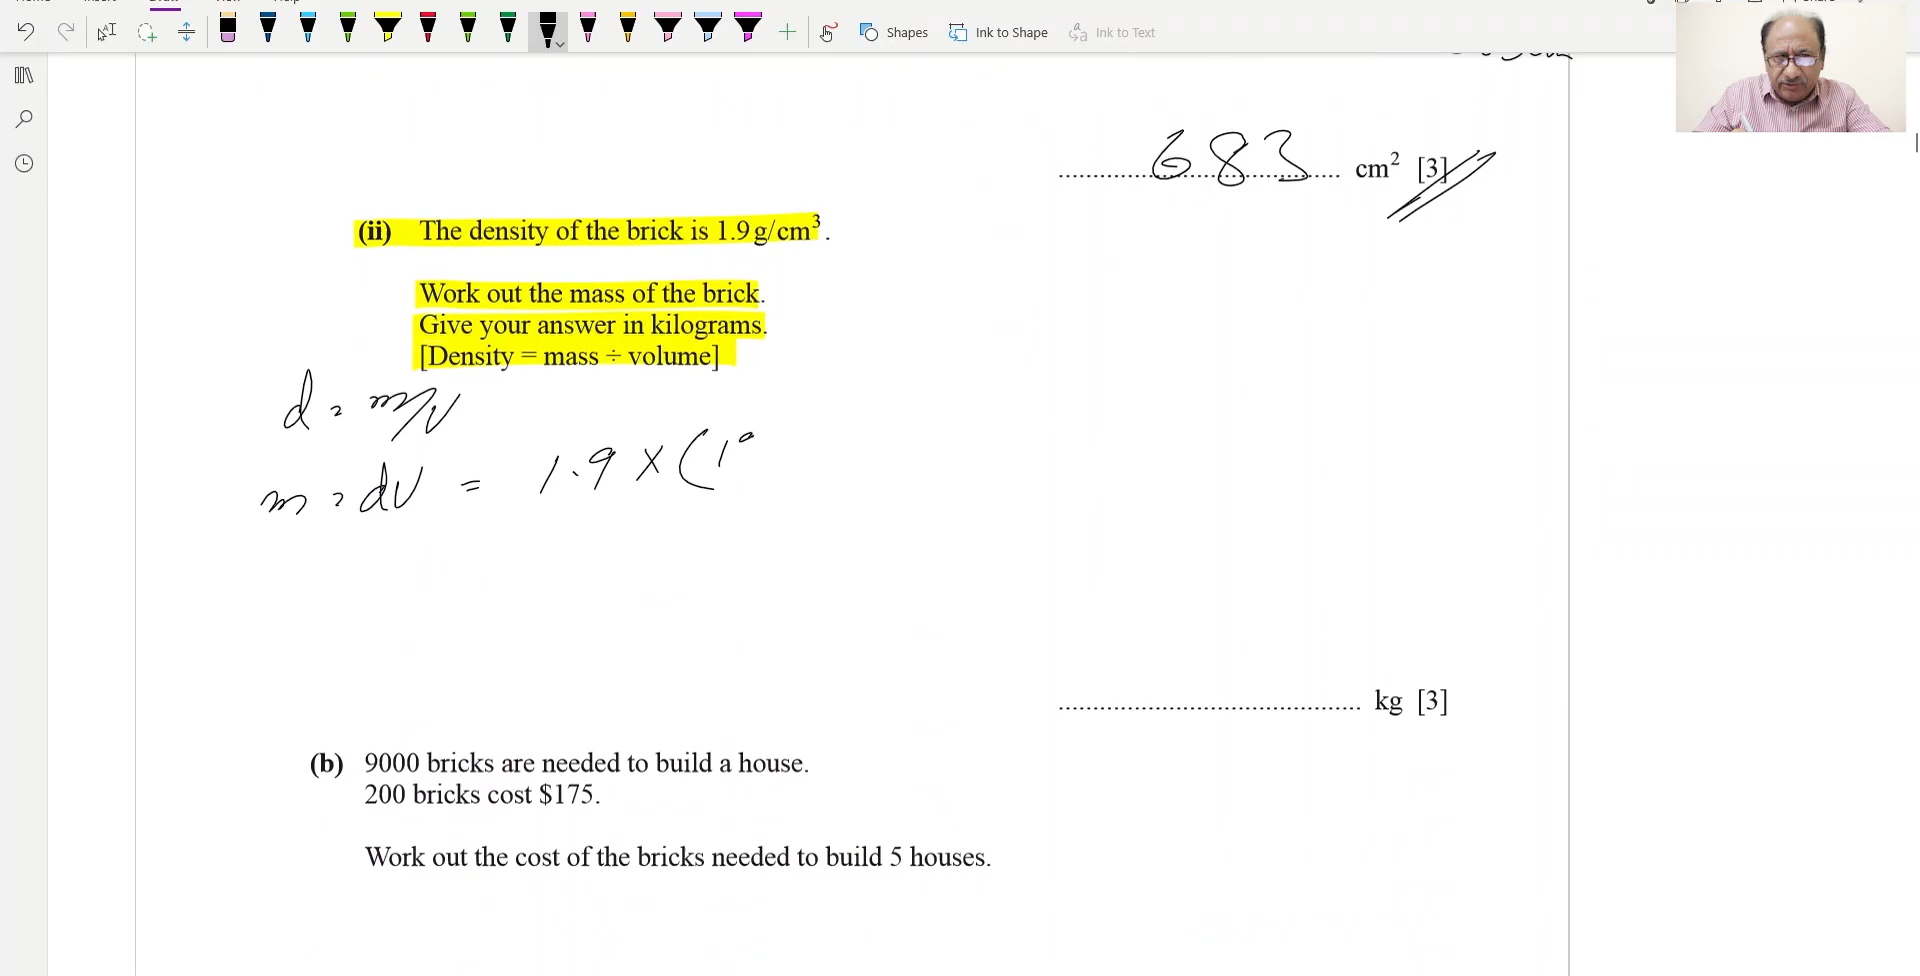 Shapes
Ink to Shape
Ink to Text
683 cm² [3]
(ii) The density of the brick is 1.9 g/cm³.
Work out the mass of the brick.
Give your answer in kilograms.
[Density = mass ÷ volume]
d = m/V
m = dV = 1.9 × (10
.......................................... kg [3]
(b) 9000 bricks are needed to build a house.
200 bricks cost $175.
Work out the cost of the bricks needed to build 5 houses.